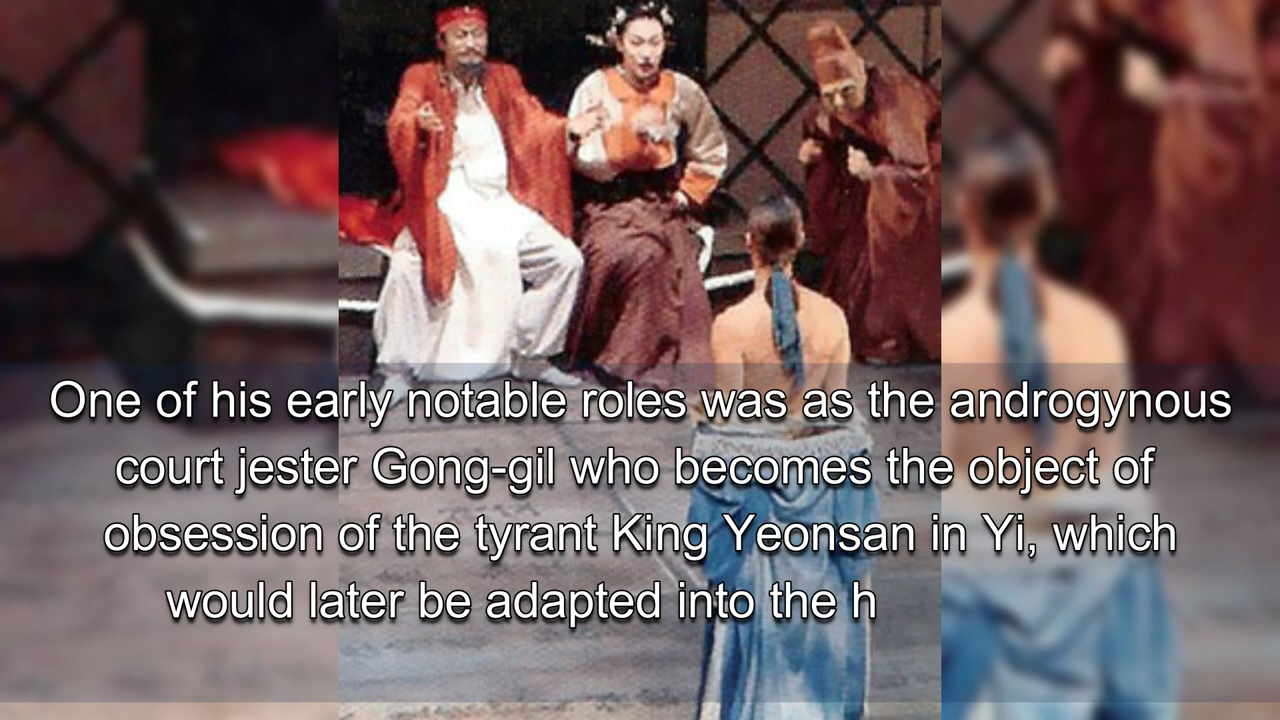 One of his early notable roles was as the androgynous
court jester Gong-gil who becomes the object of
obsession of the tyrant King Yeonsan in Yi, which
would later be adapted into the h